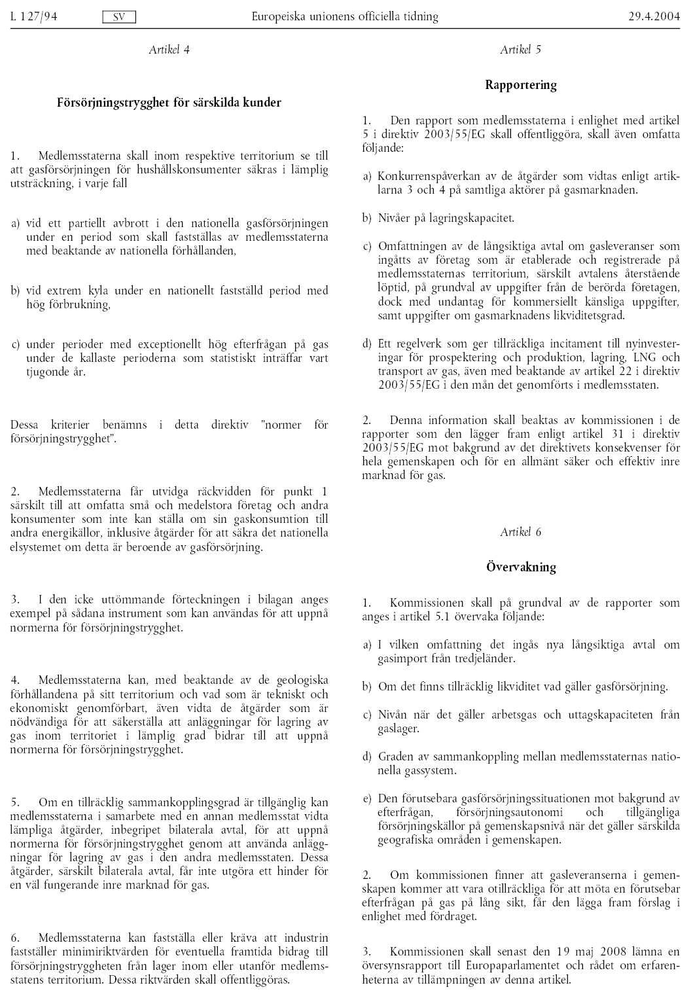 L 127/94 SV Europeiska unionens officiella tidning 29.4.2004
Artikel 4
Försörjningstrygghet för särskilda kunder
1. Medlemsstaterna skall inom respektive territorium se till
att gasförsörjningen för hushållskonsumenter säkras i lämplig
utsträckning, i varje fall
a) vid ett partiellt avbrott i den nationella gasförsörjningen
under en period som skall fastställas av medlemsstaterna
med beaktande av nationella förhållanden,
b) vid extrem kyla under en nationellt fastställd period med
hög förbrukning,
c) under perioder med exceptionellt hög efterfrågan på gas
under de kallaste perioderna som statistiskt inträffar vart
tjugonde år.
Dessa kriterier benämns i detta direktiv ”normer för
försörjningstrygghet”.
2. Medlemsstaterna får utvidga räckvidden för punkt 1
särskilt till att omfatta små och medelstora företag och andra
konsumenter som inte kan ställa om sin gaskonsumtion till
andra energikällor, inklusive åtgärder för att säkra det nationella
elsystemet om detta är beroende av gasförsörjning.
3. I den icke uttömmande förteckningen i bilagan anges
exempel på sådana instrument som kan användas för att uppnå
normerna för försörjningstrygghet.
4. Medlemsstaterna kan, med beaktande av de geologiska
förhållandena på sitt territorium och vad som är tekniskt och
ekonomiskt genomförbart, även vidta de åtgärder som är
nödvändiga för att säkerställa att anläggningar för lagring av
gas inom territoriet i lämplig grad bidrar till att uppnå
normerna för försörjningstrygghet.
5. Om en tillräcklig sammankopplingsgrad är tillgänglig kan
medlemsstaterna i samarbete med en annan medlemsstat vidta
lämpliga åtgärder, inbegripet bilaterala avtal, för att uppnå
normerna för försörjningstrygghet genom att använda anlägg-
ningar för lagring av gas i den andra medlemsstaten. Dessa
åtgärder, särskilt bilaterala avtal, får inte utgöra ett hinder för
en väl fungerande inre marknad för gas.
6. Medlemsstaterna kan fastställa eller kräva att industrin
fastställer minimiriktvärden för eventuella framtida bidrag till
försörjningstryggheten från lager inom eller utanför medlems-
statens territorium. Dessa riktvärden skall offentliggöras.
Artikel 5
Rapportering
1. Den rapport som medlemsstaterna i enlighet med artikel
5 i direktiv 2003/55/EG skall offentliggöra, skall även omfatta
följande:
a) Konkurrenspåverkan av de åtgärder som vidtas enligt artik-
larna 3 och 4 på samtliga aktörer på gasmarknaden.
b) Nivåer på lagringskapacitet.
c) Omfattningen av de långsiktiga avtal om gasleveranser som
ingåtts av företag som är etablerade och registrerade på
medlemsstaternas territorium, särskilt avtalens återstående
löptid, på grundval av uppgifter från de berörda företagen,
dock med undantag för kommersiellt känsliga uppgifter,
samt uppgifter om gasmarknadens likviditetsgrad.
d) Ett regelverk som ger tillräckliga incitament till nyinvester-
ingar för prospektering och produktion, lagring, LNG och
transport av gas, även med beaktande av artikel 22 i direktiv
2003/55/EG i den mån det genomförts i medlemsstaten.
2. Denna information skall beaktas av kommissionen i de
rapporter som den lägger fram enligt artikel 31 i direktiv
2003/55/EG mot bakgrund av det direktivets konsekvenser för
hela gemenskapen och för en allmänt säker och effektiv inre
marknad för gas.
Artikel 6
Övervakning
1. Kommissionen skall på grundval av de rapporter som
anges i artikel 5.1 övervaka följande:
a) I vilken omfattning det ingås nya långsiktiga avtal om
gasimport från tredjeländer.
b) Om det finns tillräcklig likviditet vad gäller gasförsörjning.
c) Nivån när det gäller arbetsgas och uttagskapaciteten från
gaslager.
d) Graden av sammankoppling mellan medlemsstaternas natio-
nella gassystem.
e) Den förutsebara gasförsörjningssituationen mot bakgrund av
efterfrågan, försörjningsautonomi och tillgängliga
försörjningskällor på gemenskapsnivå när det gäller särskilda
geografiska områden i gemenskapen.
2. Om kommissionen finner att gasleveranserna i gemen-
skapen kommer att vara otillräckliga för att möta en förutsebar
efterfrågan på gas på lång sikt, får den lägga fram förslag i
enlighet med fördraget.
3. Kommissionen skall senast den 19 maj 2008 lämna en
översynsrapport till Europaparlamentet och rådet om erfaren-
heterna av tillämpningen av denna artikel.